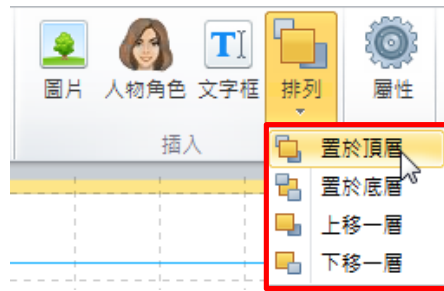 圖片 人物角色 文字框 排列 屬性
插入
置於頂層
置於底層
上移一層
下移一層